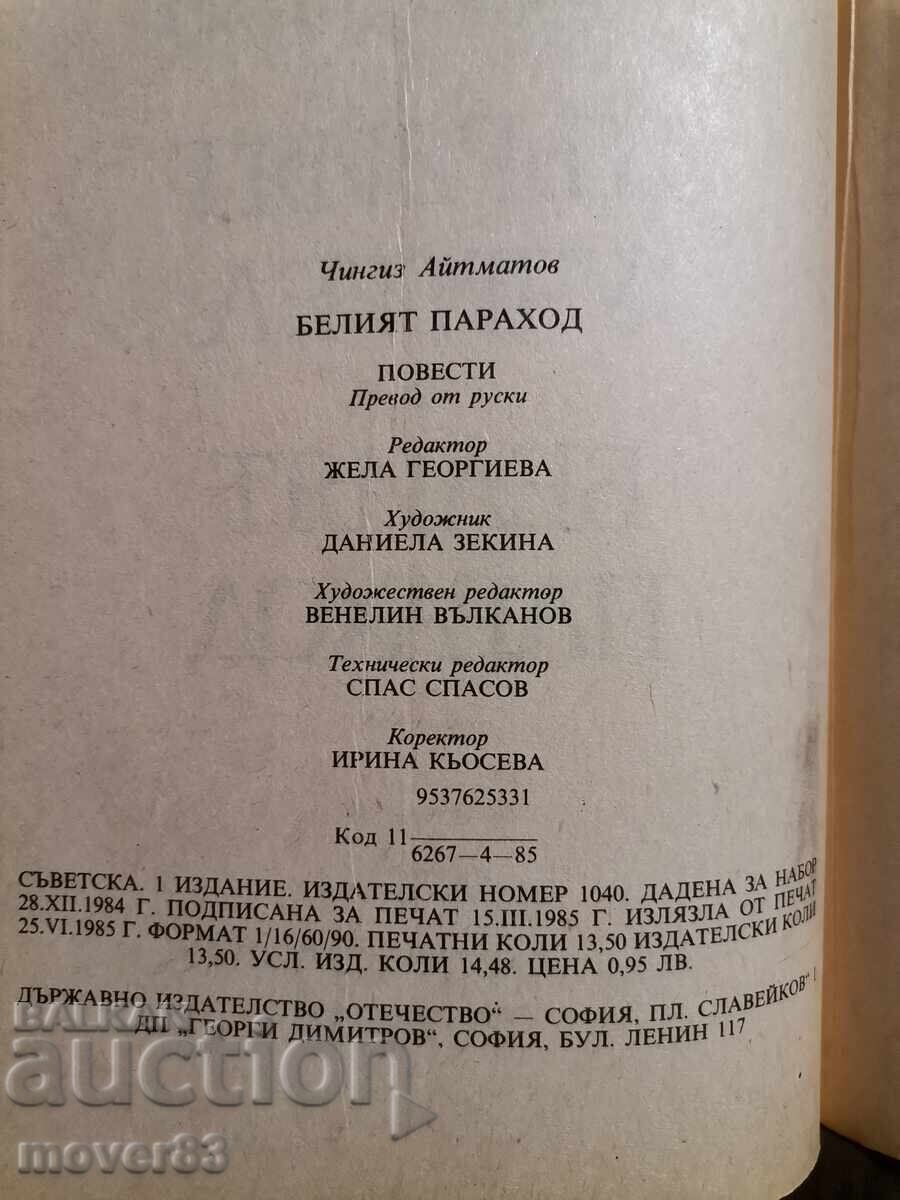 Чингиз Айтматов
БЕЛИЯТ ПАРАХОД
ПОВЕСТИ
Превод от руски
Редактор
ЖЕЛА ГЕОРГИЕВА
Художник
ДАНИЕЛА ЗЕКИНА
Художествен редактор
ВЕНЕЛИН ВЪЛКАНОВ
Технически редактор
СПАС СПАСОВ
Коректор
ИРИНА КЬОСЕВА
9537625331
Код 11
6267—4—85
СЪВЕТСКА. 1 ИЗДАНИЕ. ИЗДАТЕЛСКИ НОМЕР 1040. ДАДЕНА ЗА НАБОР
28.XII.1984 Г. ПОДПИСАНА ЗА ПЕЧАТ 15.III.1985 Г. ИЗЛЯЗЛА ОТ ПЕЧАТ
25.VI.1985 Г. ФОРМАТ 1/16/60/90. ПЕЧАТНИ КОЛИ 13,50 ИЗДАТЕЛСКИ КОЛИ
13,50. УСЛ. ИЗД. КОЛИ 14,48. ЦЕНА 0,95 ЛВ.
ДЪРЖАВНО ИЗДАТЕЛСТВО „ОТЕЧЕСТВО“ — СОФИЯ, ПЛ. СЛАВЕЙКОВ“ 1
ДП „ГЕОРГИ ДИМИТРОВ“, СОФИЯ, БУЛ. ЛЕНИН 117
BALKAN
auction
mover83